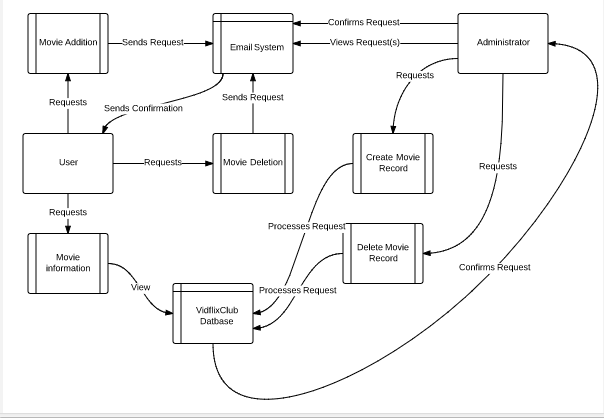 Confirms Request
Movie Addition
Sends Request
Email System
Views Request(s)
Administrator
Requests
Requests
Sends Confirmation
Sends Request
User
Requests
Movie Deletion
Create Movie
Record
Requests
Requests
Processes Request
Movie
information
Delete Movie
Record
Confirms Request
View
Processes Request
VidflixClub
Datbase